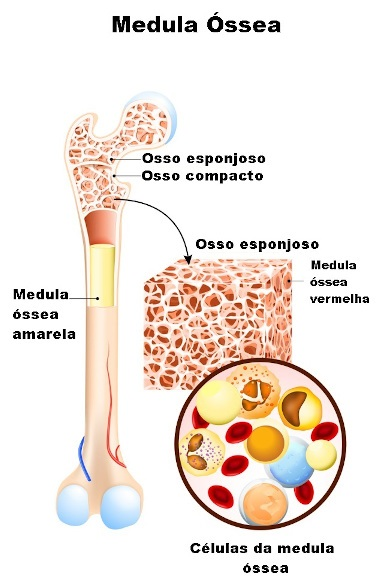 Medula Óssea
Osso esponjoso
Osso compacto
Osso esponjoso
Medula
óssea
vermelha
Medula
óssea
amarela
Células da medula
óssea